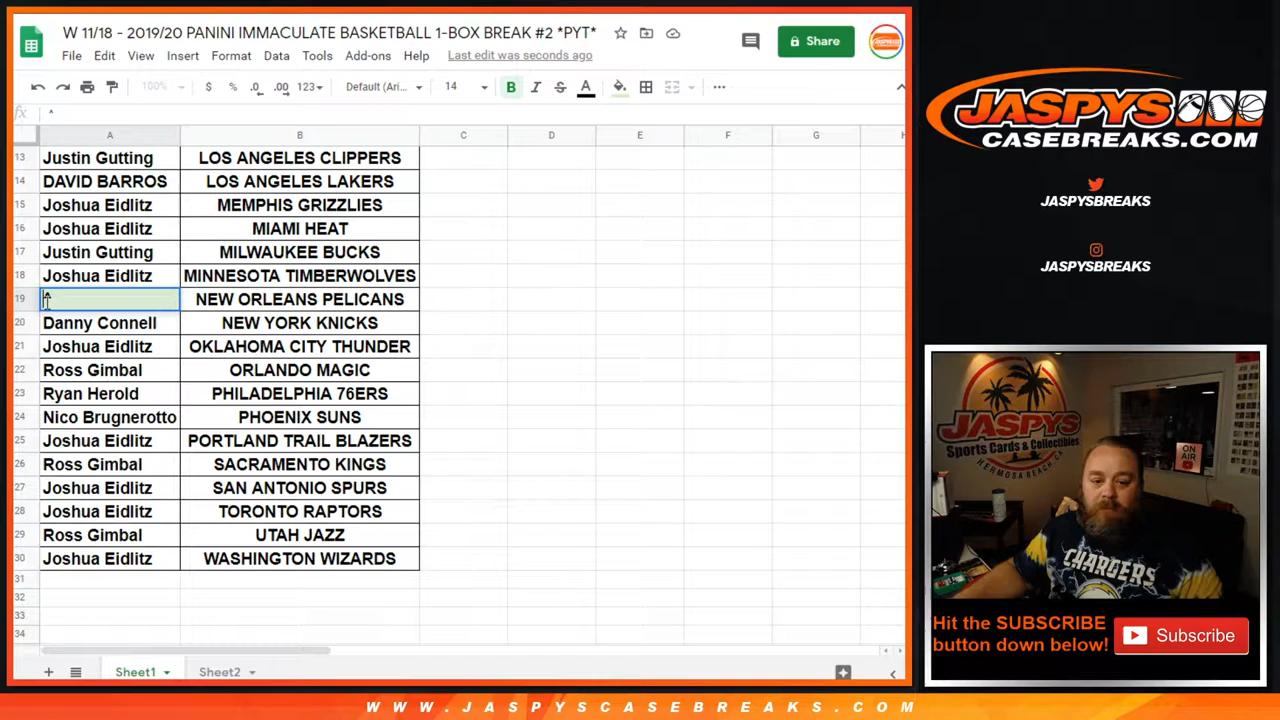 W 11/18 - 2019/20 PANINI IMMACULATE BASKETBALL 1-BOX BREAK #2 *PYT*
File Edit View Insert Format Data Tools Add-ons Help Last edit was seconds ago
Share
100% $ % .0 .00 123 Default (Ari... 14 B I S A
fx ^
A B C D E F G H
13 Justin Gutting LOS ANGELES CLIPPERS
14 DAVID BARROS LOS ANGELES LAKERS
15 Joshua Eidlitz MEMPHIS GRIZZLIES
16 Joshua Eidlitz MIAMI HEAT
17 Justin Gutting MILWAUKEE BUCKS
18 Joshua Eidlitz MINNESOTA TIMBERWOLVES
19 ^ NEW ORLEANS PELICANS
20 Danny Connell NEW YORK KNICKS
21 Joshua Eidlitz OKLAHOMA CITY THUNDER
22 Ross Gimbal ORLANDO MAGIC
23 Ryan Herold PHILADELPHIA 76ERS
24 Nico Brugnerotto PHOENIX SUNS
25 Joshua Eidlitz PORTLAND TRAIL BLAZERS
26 Ross Gimbal SACRAMENTO KINGS
27 Joshua Eidlitz SAN ANTONIO SPURS
28 Joshua Eidlitz TORONTO RAPTORS
29 Ross Gimbal UTAH JAZZ
30 Joshua Eidlitz WASHINGTON WIZARDS
31
32
33
34
Sheet1 Sheet2
JASPYS
CASEBREAKS.COM
JASPYSBREAKS
JASPYSBREAKS
JASPYS
Sports Cards & Collectibles
HERMOSA BEACH, CA
ON
AIR
CHARGERS
Hit the SUBSCRIBE
button down below!
Subscribe
WWW.JASPYSCASEBREAKS.COM